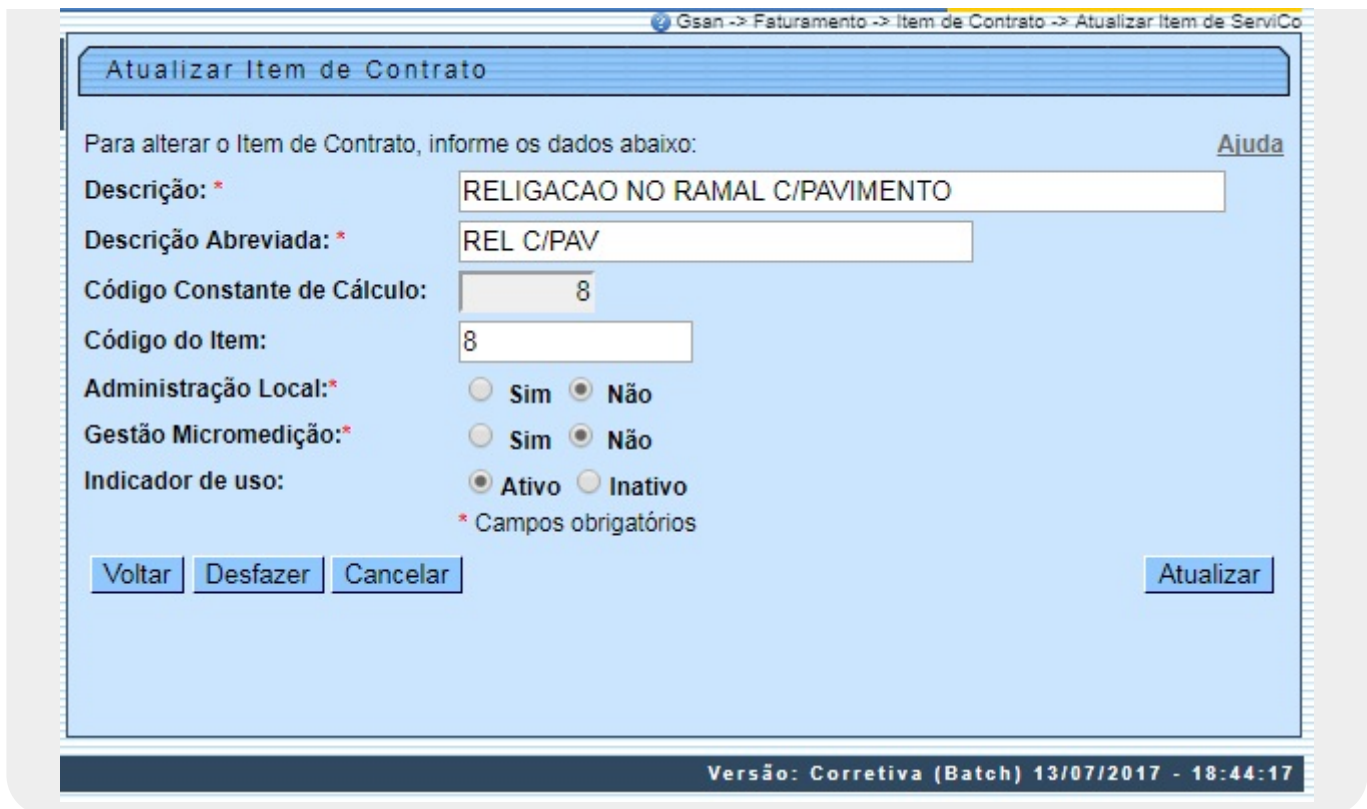 Gsan -> Faturamento -> Item de Contrato -> Atualizar Item de ServiCo
Atualizar Item de Contrato
Para alterar o Item de Contrato, informe os dados abaixo: Ajuda
Descrição: * RELIGACAO NO RAMAL C/PAVIMENTO
Descrição Abreviada: * REL C/PAV
Código Constante de Cálculo: 8
Código do Item: 8
Administração Local:* Sim Não
Gestão Micromedição:* Sim Não
Indicador de uso: Ativo Inativo
* Campos obrigatórios
Voltar Desfazer Cancelar Atualizar
Versão: Corretiva (Batch) 13/07/2017 - 18:44:17